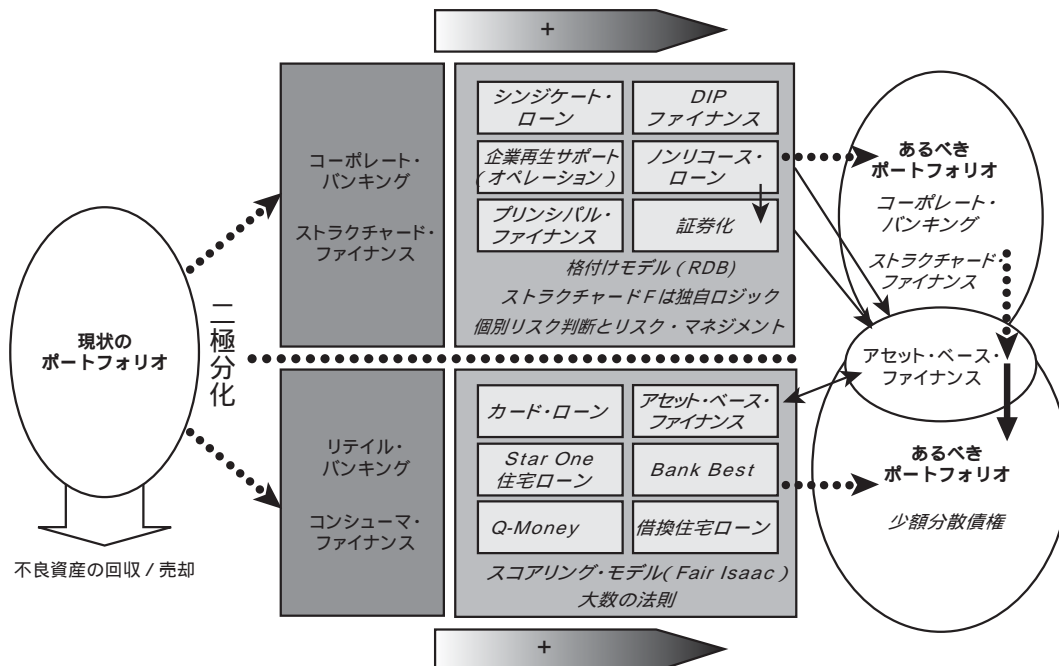 +
シンジケート・
ローン
DIP
ファイナンス
企業再生サポート
(オペレーション)
ノンリコース・
ローン
プリンシパル・
ファイナンス
証券化
格付けモデル(RDB)
ストラクチャードFは独自ロジック
個別リスク判断とリスク・マネジメント
コーポレート・
バンキング
ストラクチャード・
ファイナンス
あるべき
ポートフォリオ
コーポレート・
バンキング
ストラクチャード・
ファイナンス
現状の
ポートフォリオ
二極分化
アセット・ベース・
ファイナンス
リテイル・
バンキング
コンシューマ・
ファイナンス
カード・ローン
アセット・ベース・
ファイナンス
Star One
住宅ローン
Bank Best
Q-Money
借換住宅ローン
スコアリング・モデル(Fair Isaac)
大数の法則
あるべき
ポートフォリオ
少額分散債権
不良資産の回収/売却
+